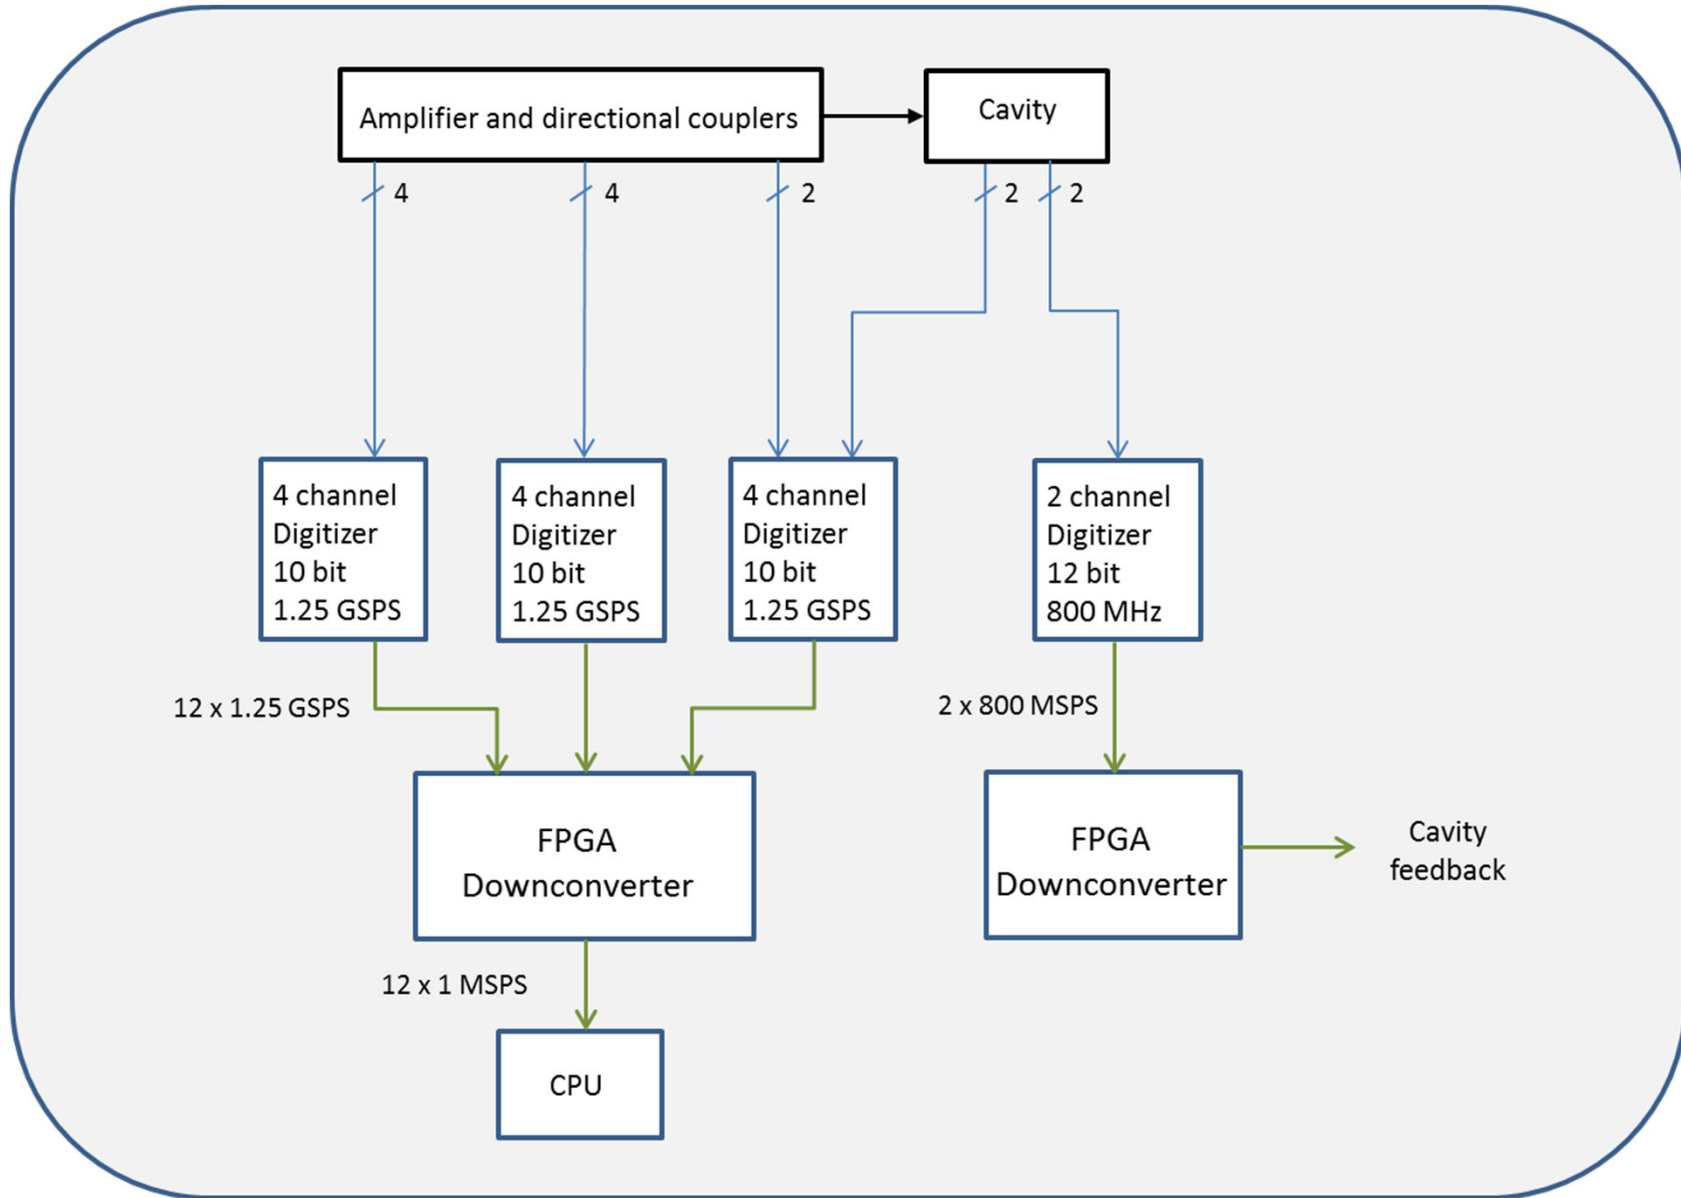 Amplifier and directional couplers
Cavity
4
4
2
2
2
4 channel
Digitizer
10 bit
1.25 GSPS
4 channel
Digitizer
10 bit
1.25 GSPS
4 channel
Digitizer
10 bit
1.25 GSPS
2 channel
Digitizer
12 bit
800 MHz
12 x 1.25 GSPS
2 x 800 MSPS
FPGA
Downconverter
FPGA
Downconverter
Cavity
feedback
12 x 1 MSPS
CPU